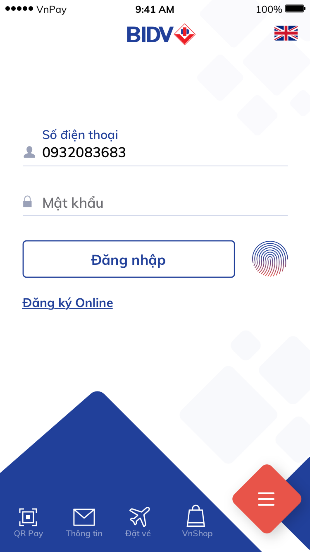 VnPay 9:41 AM 100%
BIDV
Số điện thoại
0932083683
Mật khẩu
Đăng nhập
Đăng ký Online
QR Pay Thông tin Đặt vé VnShop